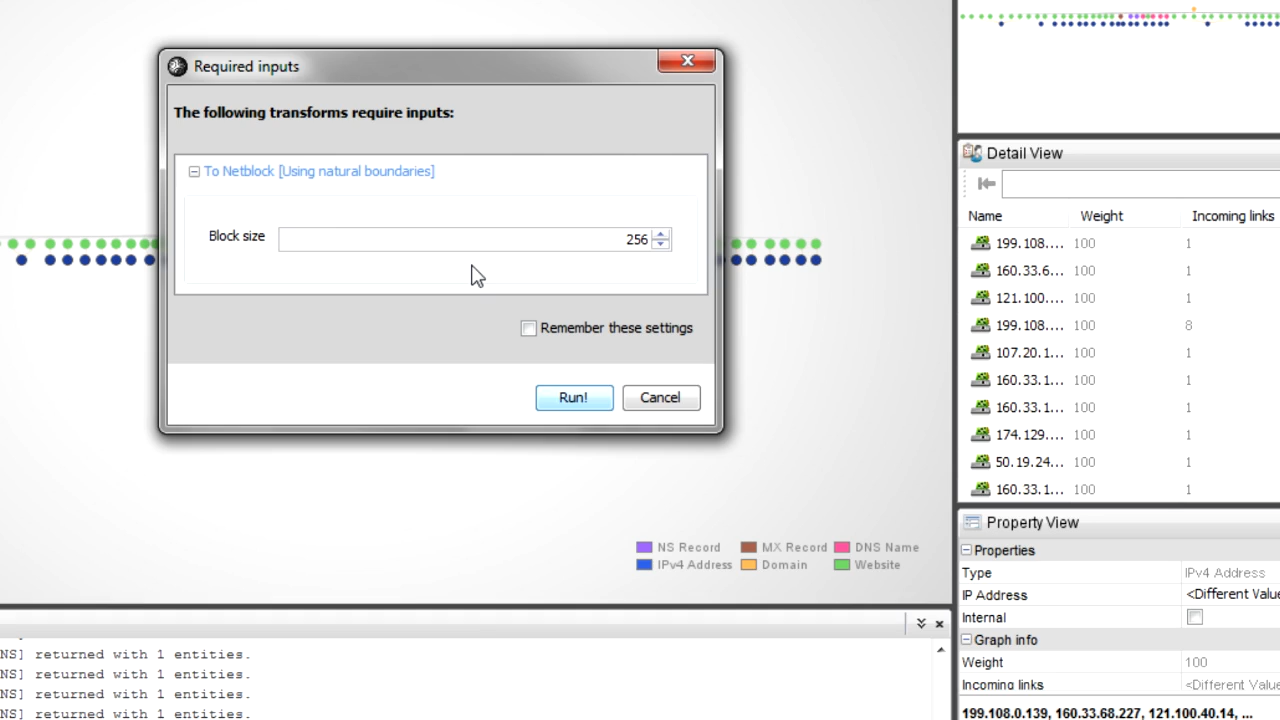 Required inputs
The following transforms require inputs:
To Netblock [Using natural boundaries]
Block size 256
Remember these settings
Run! Cancel
NS Record MX Record DNS Name
IPv4 Address Domain Website
NS] returned with 1 entities.
NS] returned with 1 entities.
NS] returned with 1 entities.
NS] returned with 1 entities.
Detail View
Name Weight Incoming links
199.108.... 100 1
160.33.6... 100 1
121.100.... 100 1
199.108.... 100 8
107.20.1... 100 1
160.33.1... 100 1
160.33.1... 100 1
174.129.... 100 1
50.19.24... 100 1
160.33.1... 100 1
Property View
Properties
Type IPv4 Address
IP Address <Different Value
Internal
Graph info
Weight 100
Incoming links <Different Value
199.108.0.139, 160.33.68.227, 121.100.40.14, ...